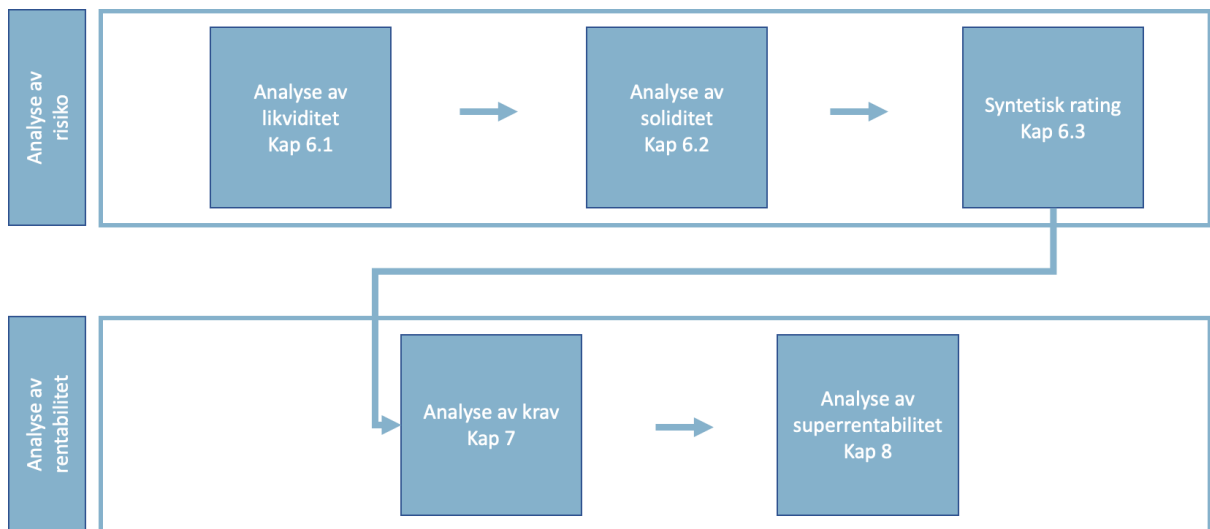 Analyse av
risiko
Analyse av
likviditet
Kap 6.1
Analyse av
soliditet
Kap 6.2
Syntetisk rating
Kap 6.3
Analyse av
rentabilitet
Analyse av krav
Kap 7
Analyse av
superrentabilitet
Kap 8